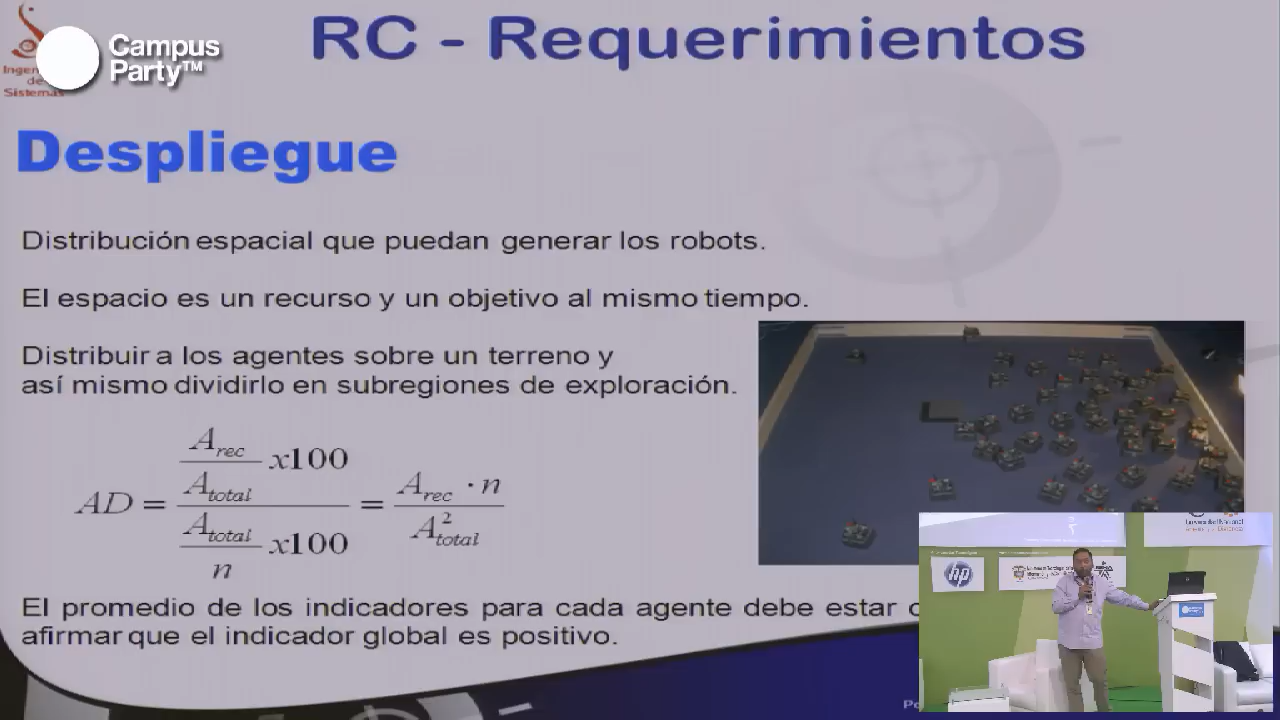 RC - Requerimientos
Campus
Party™
de
Sistemas
Despliegue
Distribución espacial que puedan generar los robots.
El espacio es un recurso y un objetivo al mismo tiempo.
Distribuir a los agentes sobre un terreno y
así mismo dividirlo en subregiones de exploración.
AD = ((A_rec / A_total) x100) / ((A_total / n) x100) = (A_rec · n) / A²_total
El promedio de los indicadores para cada agente debe estar
afirmar que el indicador global es positivo.
hp